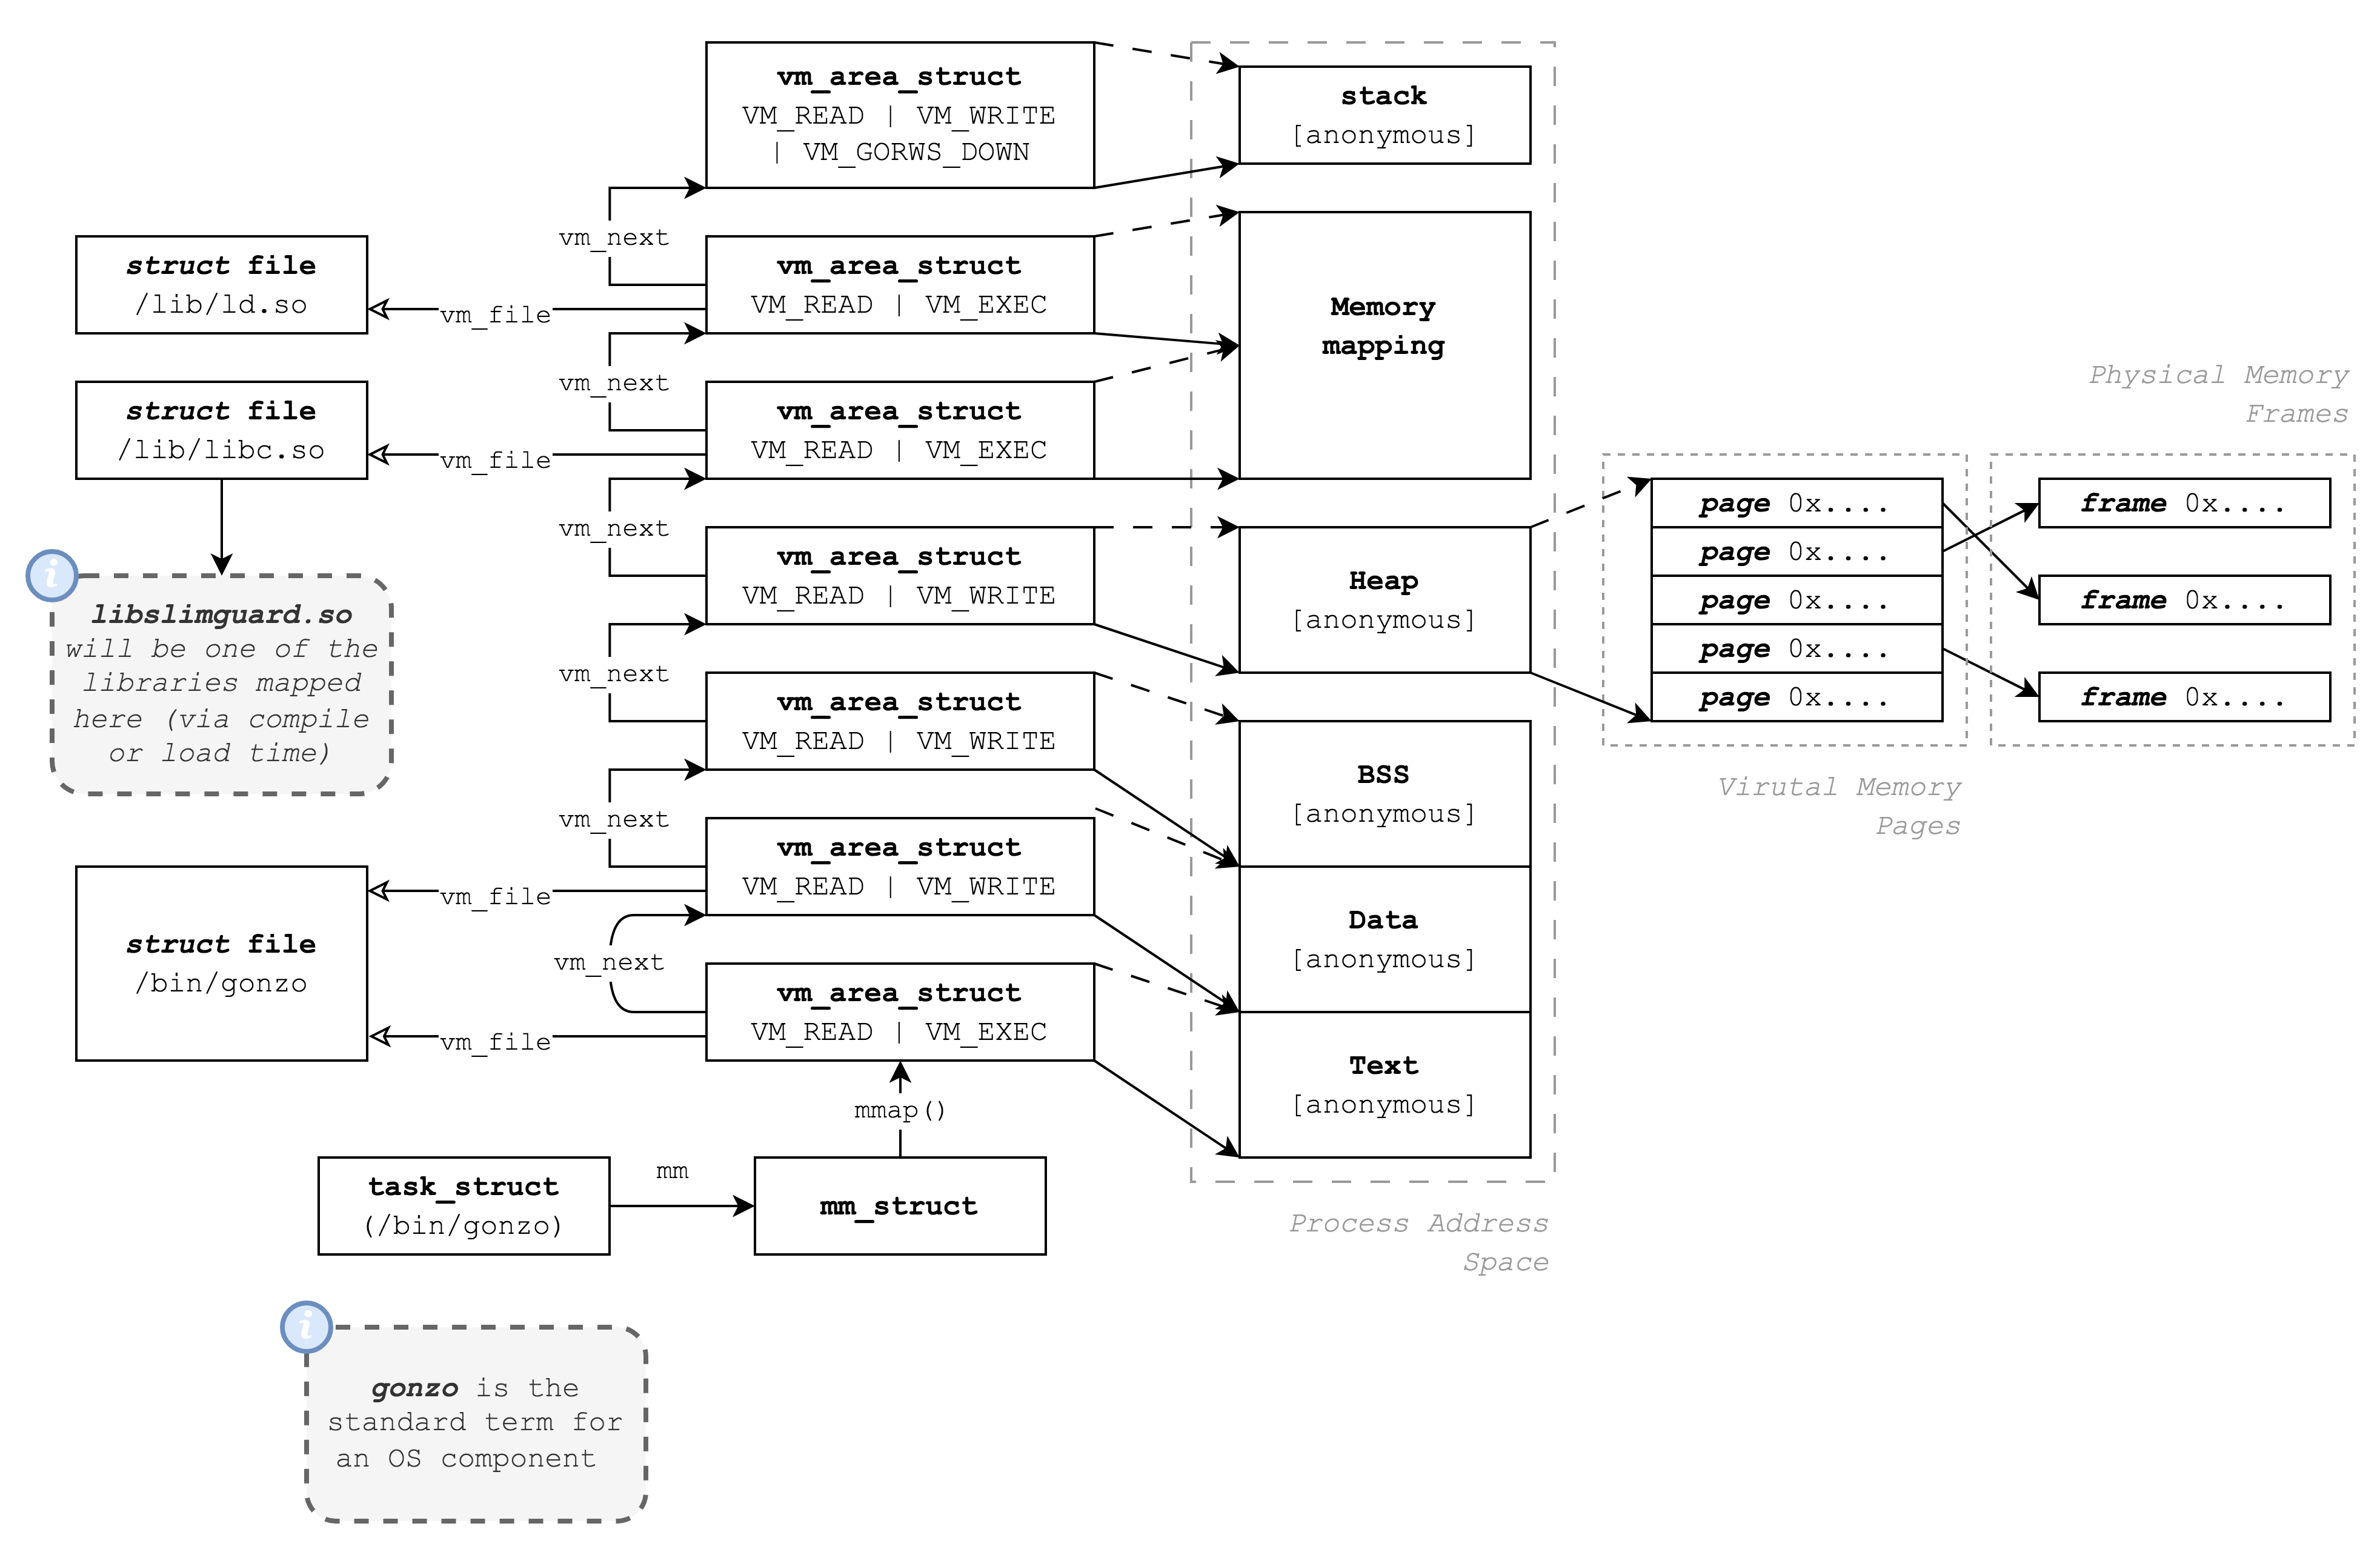 vm_area_struct
VM_READ | VM_WRITE
| VM_GORWS_DOWN
stack
[anonymous]
vm_next
struct file
/lib/ld.so
vm_file
vm_area_struct
VM_READ | VM_EXEC
Memory
mapping
vm_next
struct file
/lib/libc.so
vm_file
vm_area_struct
VM_READ | VM_EXEC
Physical Memory
Frames
vm_next
vm_area_struct
VM_READ | VM_WRITE
Heap
[anonymous]
page 0x....
page 0x....
page 0x....
page 0x....
page 0x....
frame 0x....
frame 0x....
frame 0x....
Virutal Memory
Pages
i
libslimguard.so
will be one of the
libraries mapped
here (via compile
or load time)
vm_next
vm_area_struct
VM_READ | VM_WRITE
BSS
[anonymous]
vm_next
vm_area_struct
VM_READ | VM_WRITE
Data
[anonymous]
vm_file
struct file
/bin/gonzo
vm_next
vm_file
vm_area_struct
VM_READ | VM_EXEC
Text
[anonymous]
mmap()
task_struct
(/bin/gonzo)
mm
mm_struct
Process Address
Space
i
gonzo is the
standard term for
an OS component